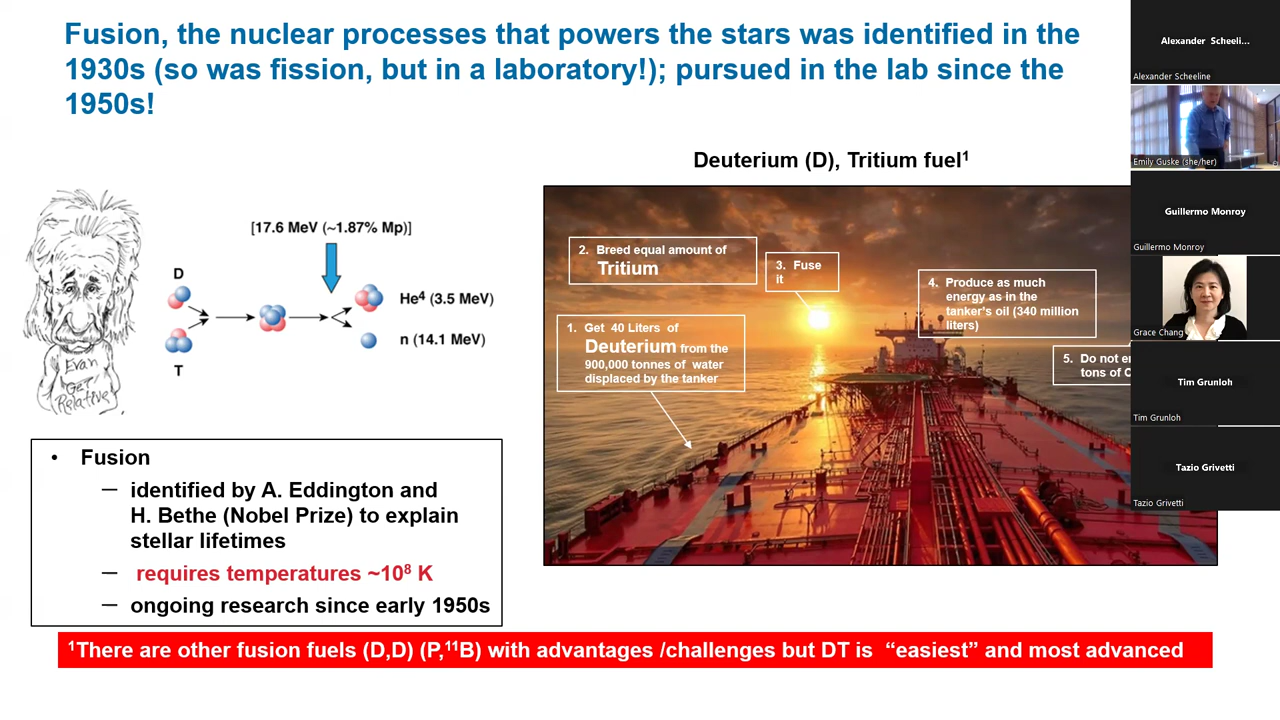 Fusion, the nuclear processes that powers the stars was identified in the
1930s (so was fission, but in a laboratory!); pursued in the lab since the
1950s!
Deuterium (D), Tritium fuel¹
[17.6 MeV (~1.87% Mp)]
D
He⁴ (3.5 MeV)
n (14.1 MeV)
T
Evan
GET
Relative,
2. Breed equal amount of
Tritium
3. Fuse
it
4. Produce as much
energy as in the
tanker's oil (340 million
liters)
1. Get 40 Liters of
Deuterium from the
900,000 tonnes of water
displaced by the tanker
5. Do not
tons of
• Fusion
— identified by A. Eddington and
H. Bethe (Nobel Prize) to explain
stellar lifetimes
— requires temperatures ~10⁸ K
— ongoing research since early 1950s
¹There are other fusion fuels (D,D) (P,¹¹B) with advantages /challenges but DT is “easiest” and most advanced
Alexander Scheeli...
Alexander Scheeline
Emily Guske (she/her)
Guillermo Monroy
Guillermo Monroy
Grace Chang
Tim Grunloh
Tim Grunloh
Tazio Grivetti
Tazio Grivetti